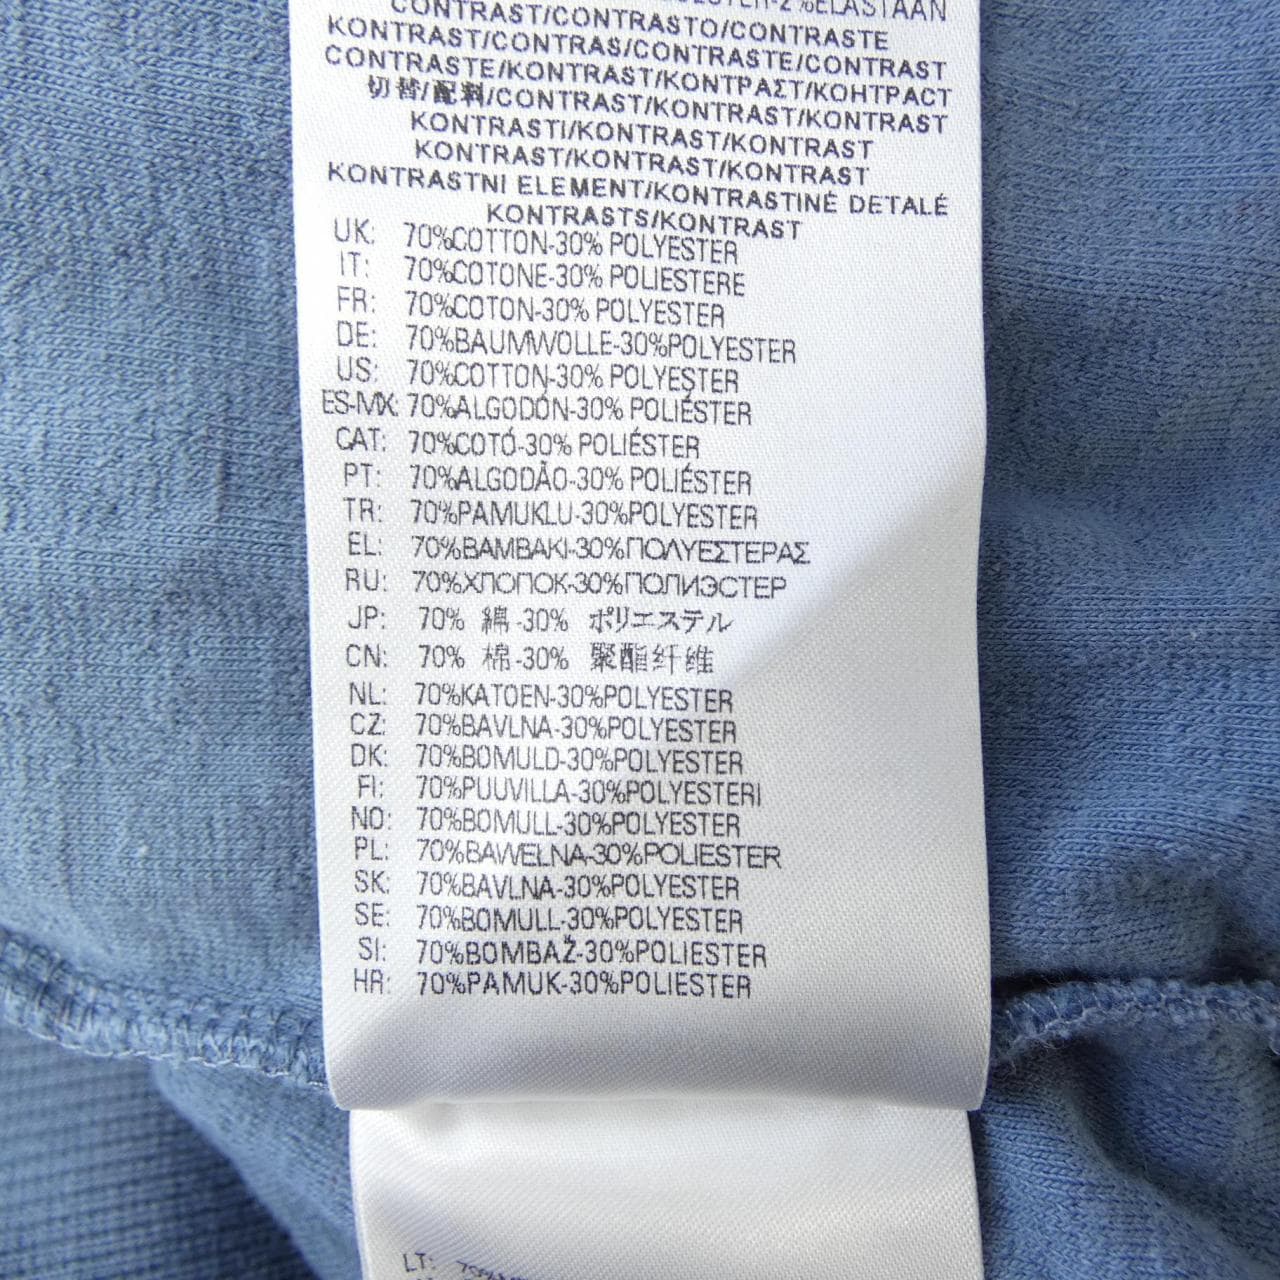 %ELASTAAN
CONTRAST/CONTRASTO/CONTRASTE
KONTRAST/CONTRAS/CONTRASTE/CONTRAST
CONTRASTE/KONTRAST/ΚΟΝΤΡΑΣΤ/КОНТРАСТ
切替/配料/CONTRAST/KONTRAST/KONTRAST
KONTRASTI/KONTRAST/KONTRAST
KONTRAST/KONTRAST/KONTRAST
KONTRASTNI ELEMENT/KONTRASTINĖ DETALĖ
KONTRASTS/KONTRAST
UK: 70%COTTON-30% POLYESTER
IT: 70%COTONE-30% POLIESTERE
FR: 70%COTON-30% POLYESTER
DE: 70%BAUMWOLLE-30%POLYESTER
US: 70%COTTON-30% POLYESTER
ES-MX: 70%ALGODÓN-30% POLIÉSTER
CAT: 70%COTÓ-30% POLIÉSTER
PT: 70%ALGODÃO-30% POLIÉSTER
TR: 70%PAMUKLU-30%POLYESTER
EL: 70%ΒΑΜΒΑΚΙ-30%ΠΟΛΥΕΣΤΕΡΑΣ
RU: 70%ХЛОПОК-30%ПОЛИЭСТЕР
JP: 70% 綿 -30% ポリエステル
CN: 70% 棉 -30% 聚酯纤维
NL: 70%KATOEN-30%POLYESTER
CZ: 70%BAVLNA-30%POLYESTER
DK: 70%BOMULD-30%POLYESTER
FI: 70%PUUVILLA-30%POLYESTERI
NO: 70%BOMULL-30%POLYESTER
PL: 70%BAWEŁNA-30%POLIESTER
SK: 70%BAVLNA-30%POLYESTER
SE: 70%BOMULL-30%POLYESTER
SI: 70%BOMBAŽ-30%POLIESTER
HR: 70%PAMUK-30%POLIESTER
LT: